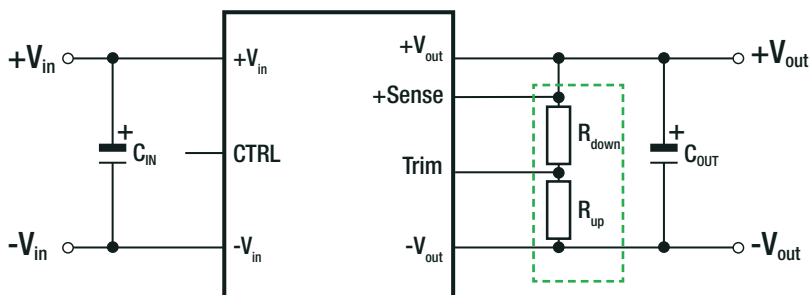 +Vin
+Vin
+Vout
+Vout
+Sense
+
CIN
CTRL
Rdown
+
COUT
Trim
Rup
-Vin
-Vin
-Vout
-Vout